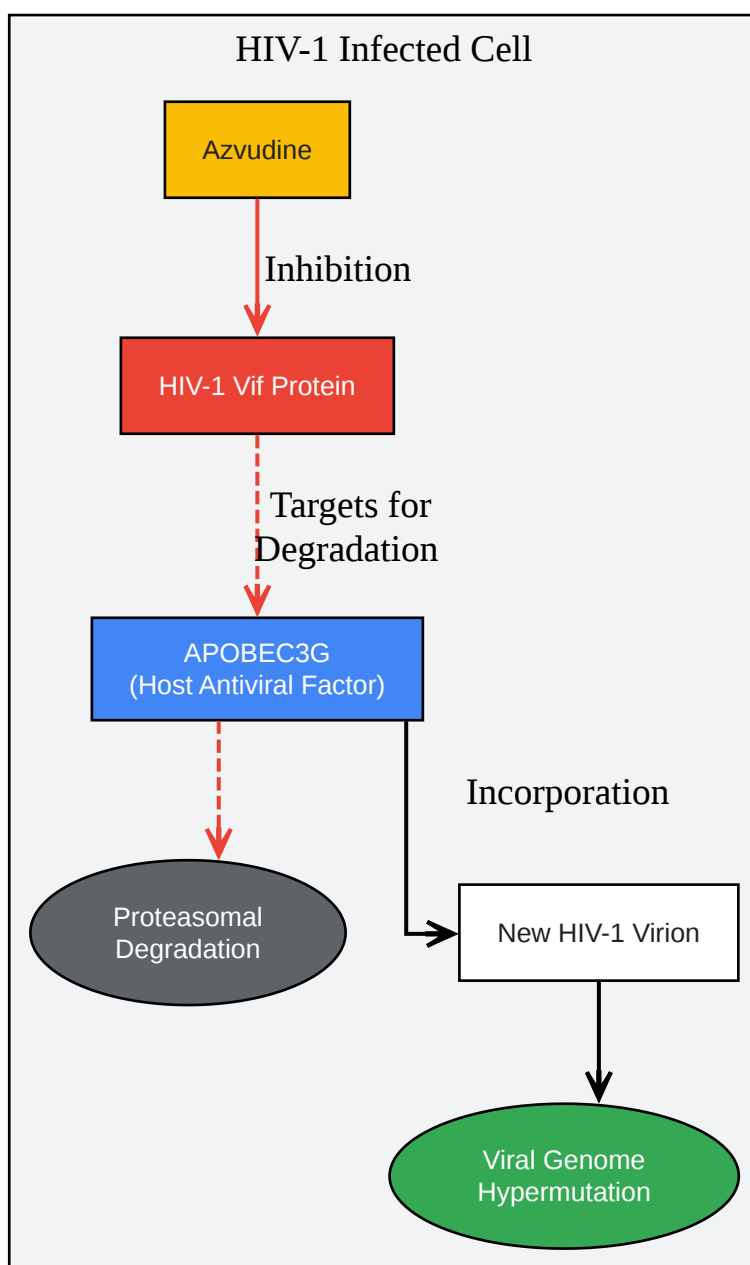 HIV-1 Infected Cell
Azvudine
Inhibition
HIV-1 Vif Protein
Targets for
Degradation
APOBEC3G
(Host Antiviral Factor)
Incorporation
Proteasomal
Degradation
New HIV-1 Virion
Viral Genome
Hypermutation